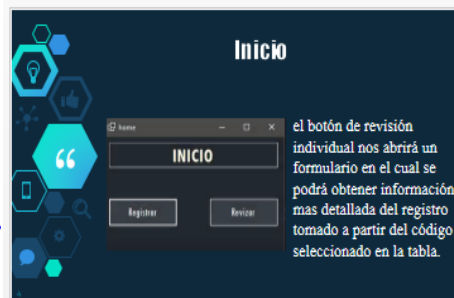 Inicio
home
INICIO
Registrar
Revizar
el botón de revisión
individual nos abrirá un
formulario en el cual se
podrá obtener información
mas detallada del registro
tomado a partir del código
seleccionado en la tabla.